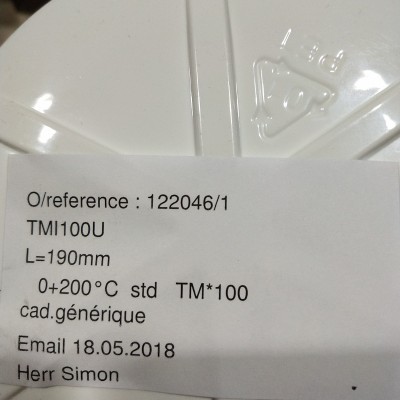 O/reference : 122046/1
TMI100U
L=190mm
0+200°C std TM*100
cad.générique
Email 18.05.2018
Herr Simon